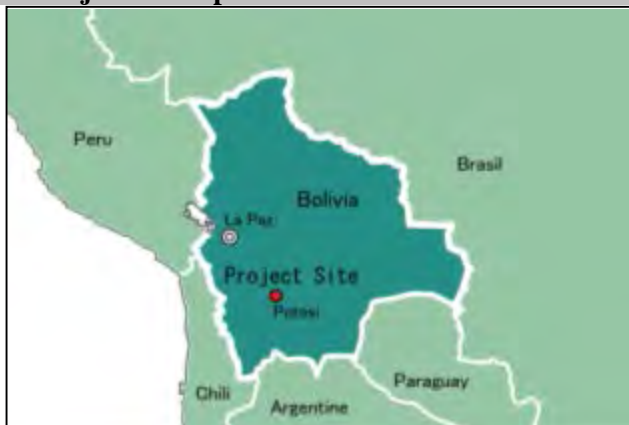 Peru
Brasil
Bolivia
La Paz
Project Site
Potosi
Chili
Paraguay
Argentine